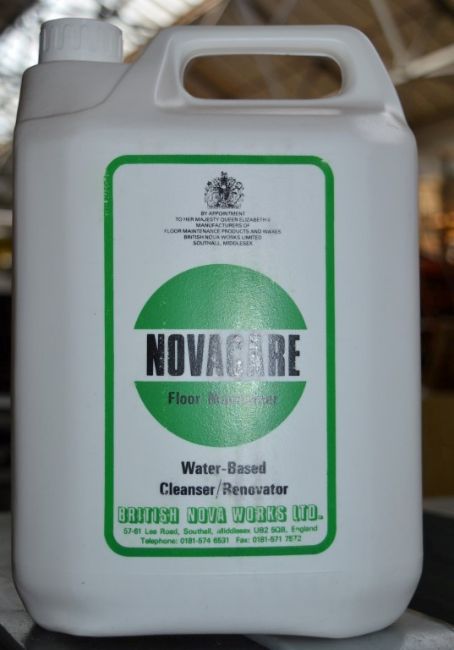 BY APPOINTMENT
TO HER MAJESTY QUEEN ELIZABETH II
MANUFACTURERS OF
FLOOR MAINTENANCE PRODUCTS AND WAXES
BRITISH NOVA WORKS LIMITED
SOUTHALL, MIDDLESEX
NOVACARE
Floor Maintainer
Water-Based
Cleanser/Renovator
BRITISH NOVA WORKS LTD.
57-61 Lea Road, Southall, Middlesex UB2 5QB, England
Telephone: 0181-574 6531 Fax: 0181-571 7572